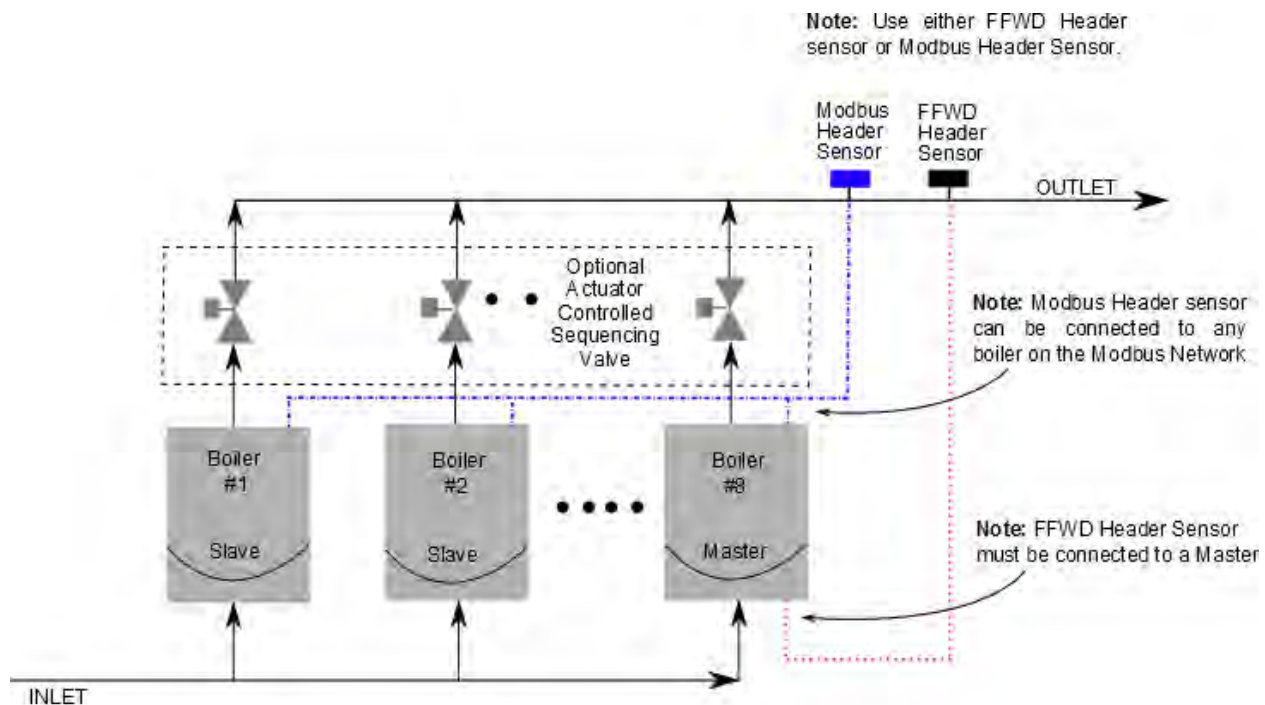 Note: Use either FFWD Header
sensor or Modbus Header Sensor.
Modbus
Header
Sensor
FFWD
Header
Sensor
OUTLET
Optional
Actuator
Controlled
Sequencing
Valve
Note: Modbus Header sensor
can be connected to any
boiler on the Modbus Network
Boiler
#1
Slave
Boiler
#2
Slave
Boiler
#8
Master
Note: FFWD Header Sensor
must be connected to a Master
INLET